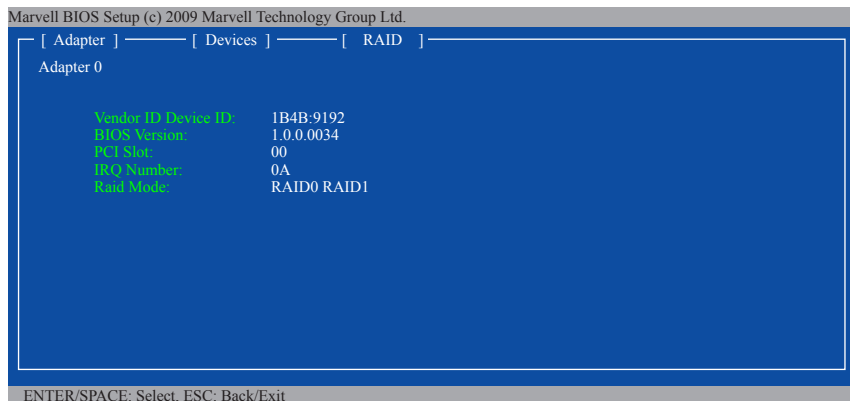 Marvell BIOS Setup (c) 2009 Marvell Technology Group Ltd.
[ Adapter ] [ Devices ] [ RAID ]
Adapter 0
Vendor ID Device ID: 1B4B:9192
BIOS Version: 1.0.0.0034
PCI Slot: 00
IRQ Number: 0A
Raid Mode: RAID0 RAID1
ENTER/SPACE: Select, ESC: Back/Exit